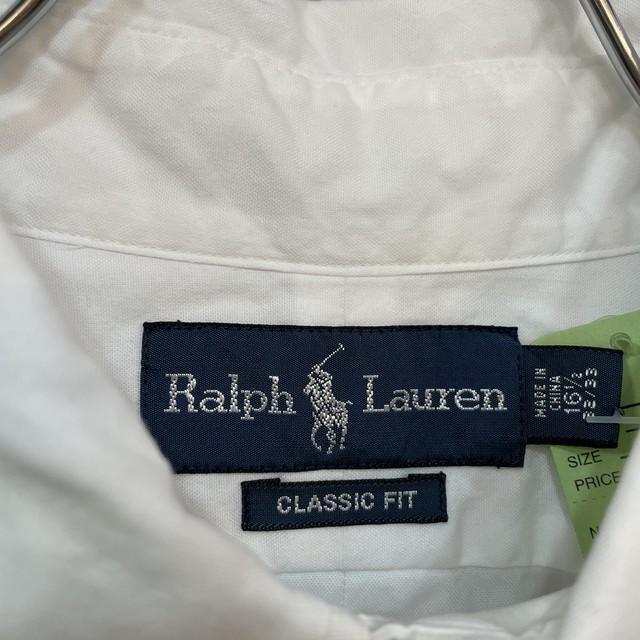 Ralph Lauren
MADE IN
CHINA
16½
CLASSIC FIT
SIZE
PRICE